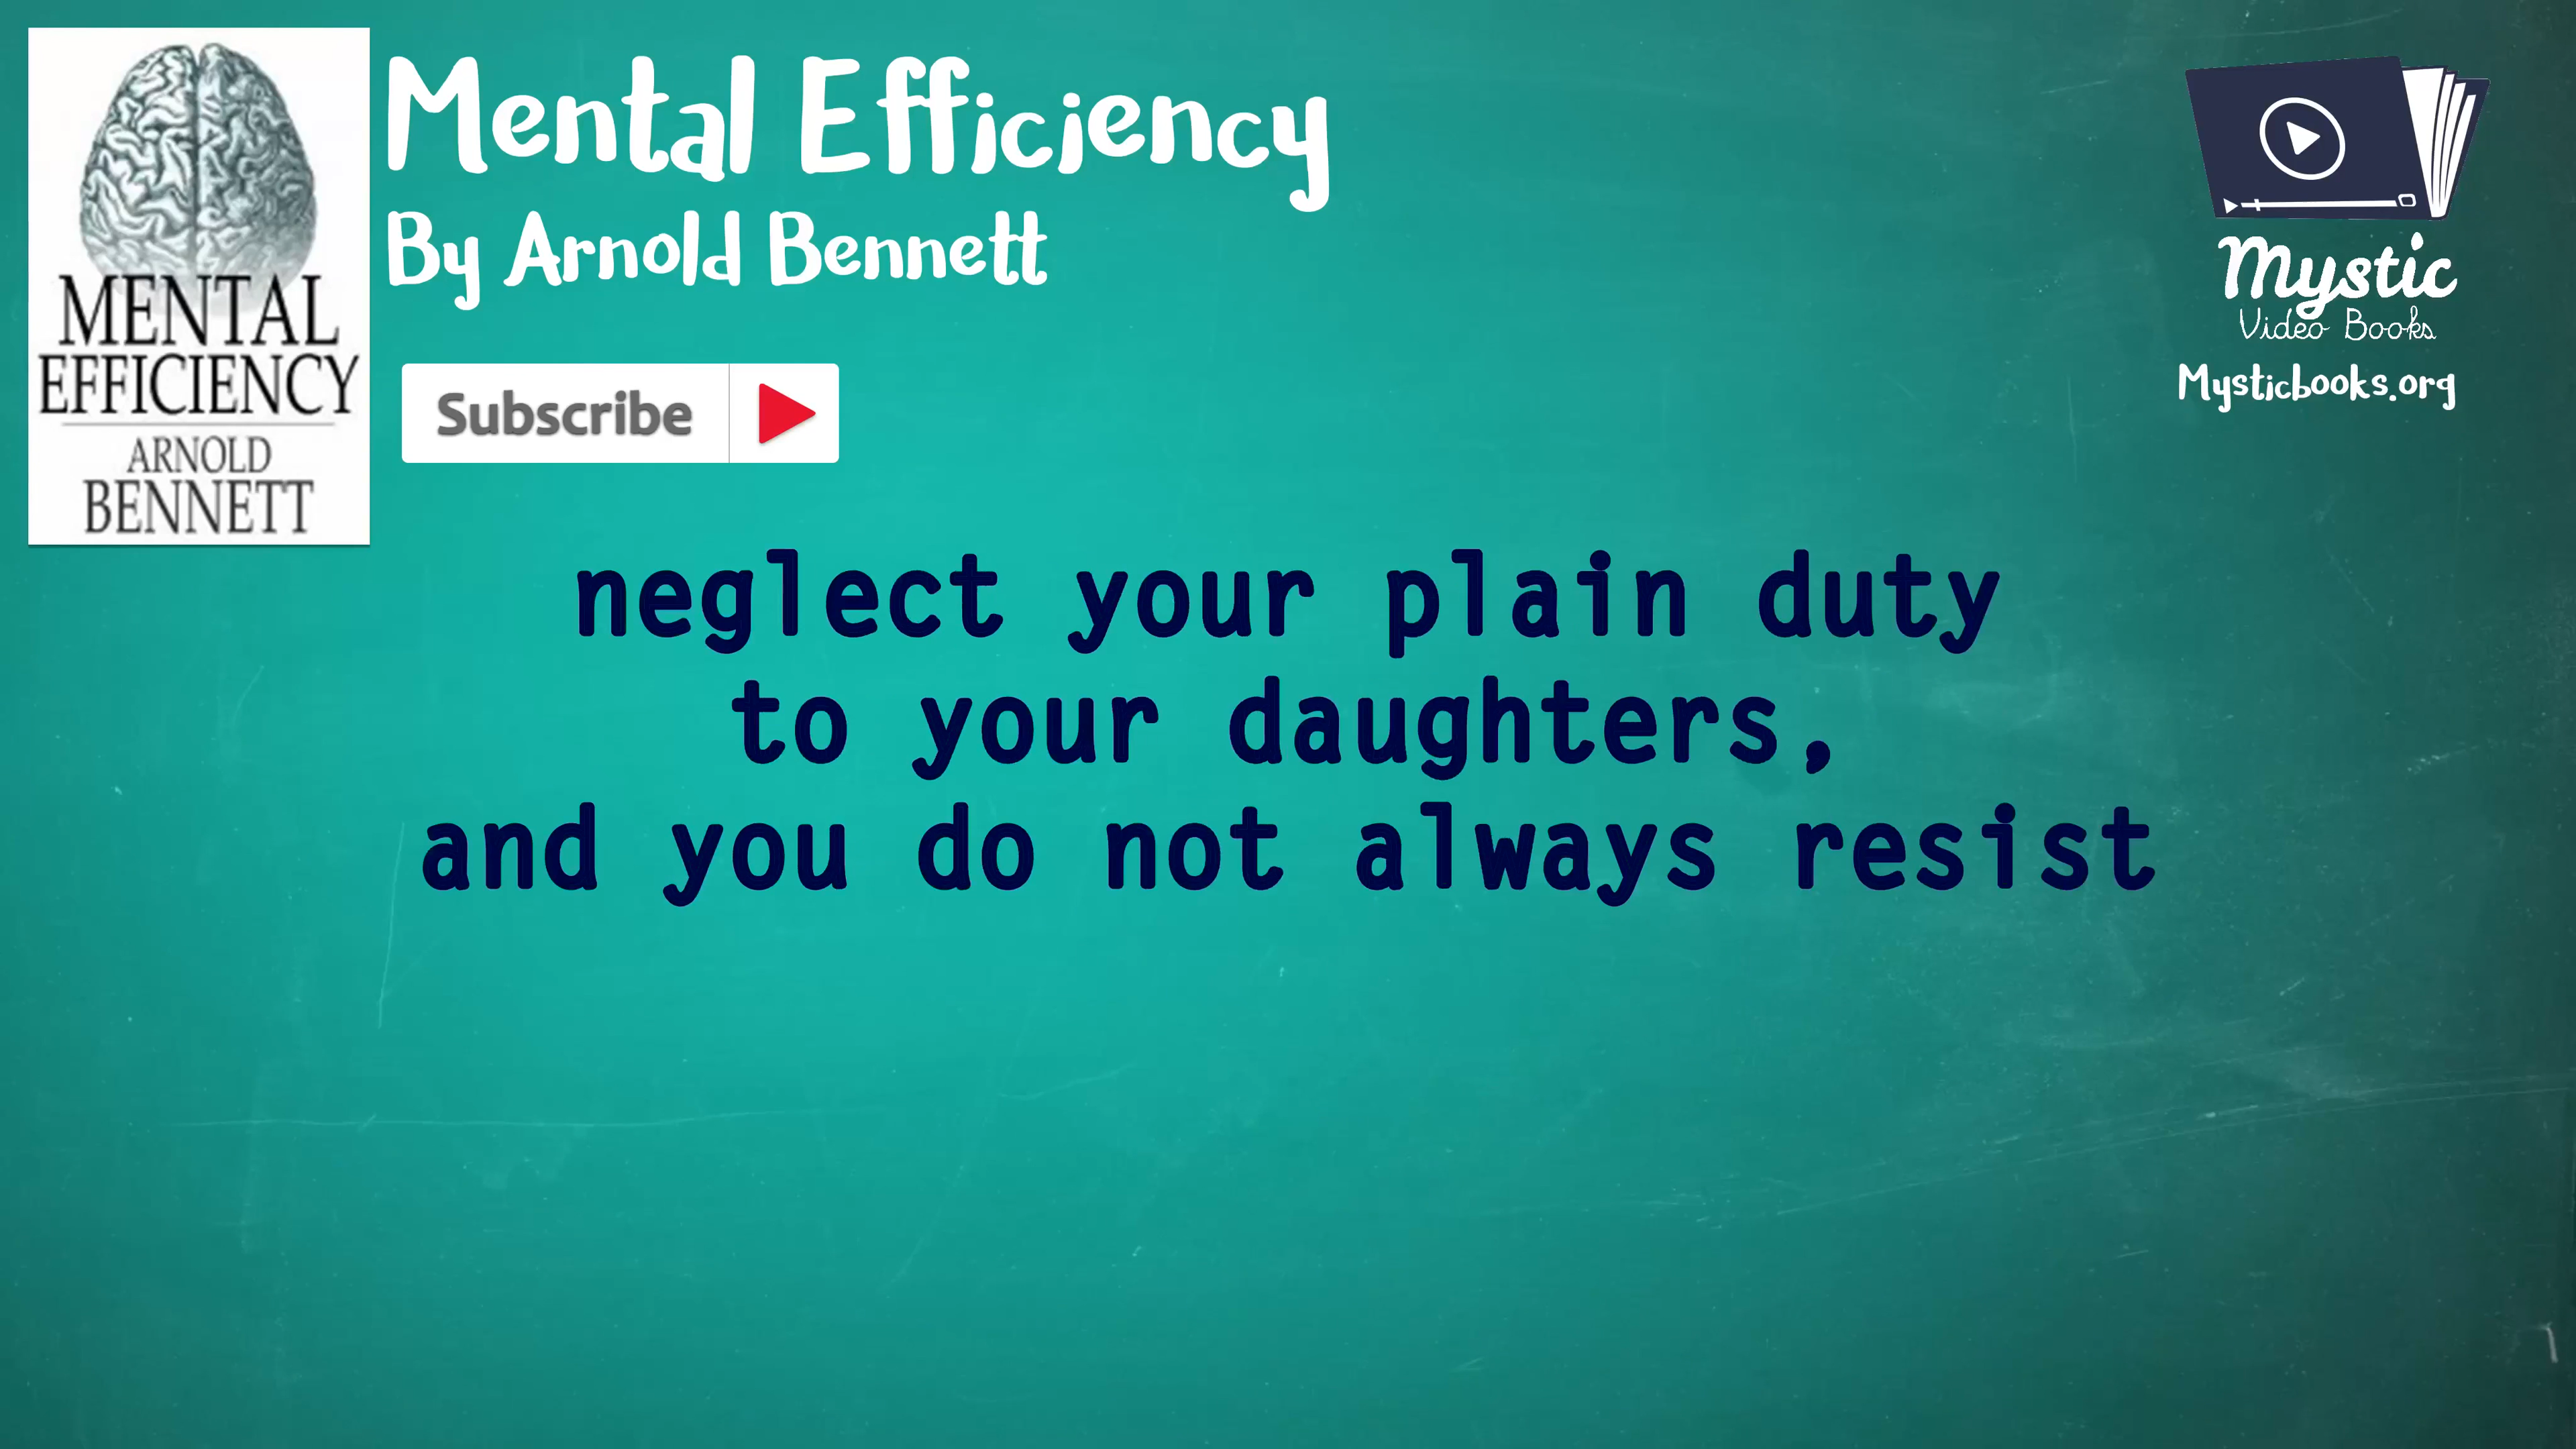 MENTAL
EFFICIENCY
ARNOLD
BENNETT
Mental Efficiency
By Arnold Bennett
Subscribe
Mystic
Video Books
Mysticbooks.org
neglect your plain duty
to your daughters,
and you do not always resist